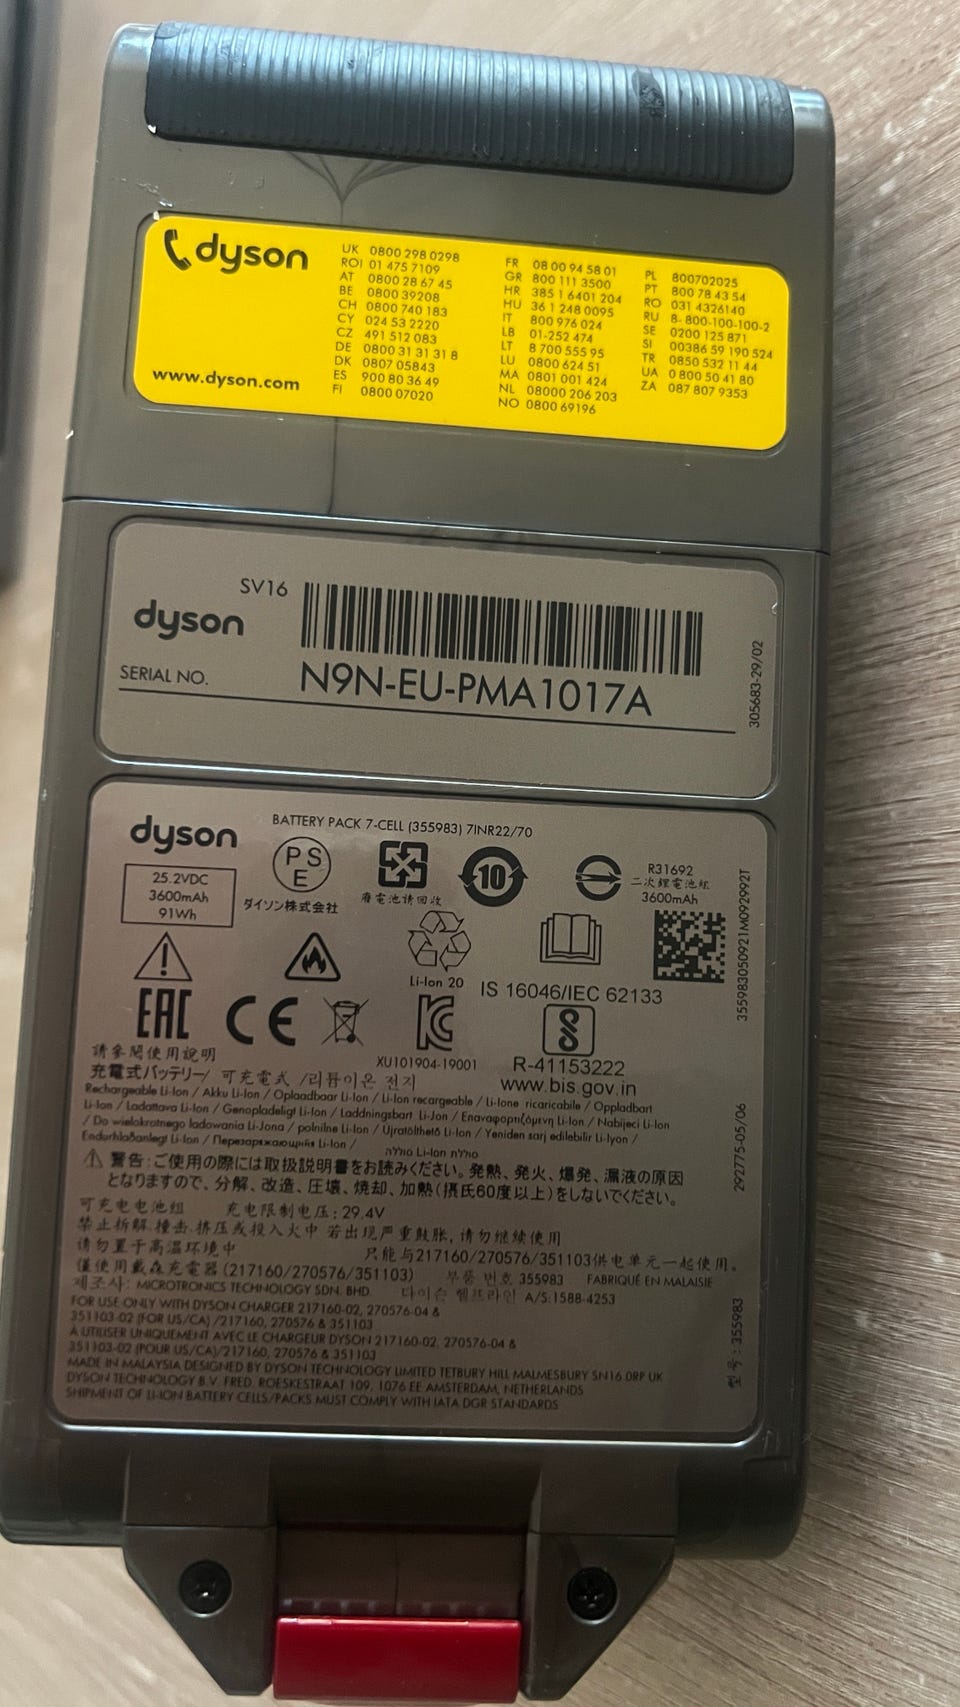 dyson
www.dyson.com
UK 0800 298 0298
ROI 01 475 7109
AT 0800 28 67 45
BE 0800 39208
CH 0800 740 183
CY 024 53 2220
CZ 491 512 083
DE 0800 31 31 31 8
DK 0807 05843
ES 900 80 36 49
FI 0800 07020
FR 08 00 94 58 01
GR 800 111 3500
HR 385 1 6401 204
HU 36 1 248 0095
IT 800 976 024
LB 01-252 474
LT 8 700 555 95
LU 0800 624 51
MA 0801 001 424
NL 08000 206 203
NO 0800 69196
PL 800702025
PT 800 78 43 54
RO 031 4326140
RU 8-800-100-100-2
SE 0200 125 871
SI 00386 59 190 524
TR 0850 532 11 44
UA 0 800 50 41 80
ZA 087 807 9353
SV16
dyson
SERIAL NO.
N9N-EU-PMA1017A
305683-29/02
dyson
BATTERY PACK 7-CELL (355983) 7INR22/70
25.2VDC
3600mAh
91Wh
PS
E
ダイソン株式会社
廢電池請回收
10
R31692
二次鋰電池組
3600mAh
355983050921M092992T
Li-Ion 20
IS 16046/IEC 62133
EAC
CE
XU101904-19001
R-41153222
www.bis.gov.in
請參閱使用說明
充電式バッテリー/ 可充電式 /리튬이온 전지
Rechargeable Li-Ion / Akku Li-Ion / Oplaadbaar Li-Ion / Li-Ion recargeable / Li-Ione ricaricabile / Oppladbart
Li-Ion / Ladattava Li-Ion / Genopladeligt Li-Ion / Laddningsbart Li-Jon / Επαναφορτιζόμενη Li-Ion / Nabijecí Li-Ion
/ Do wielokrotnego ładowania Li-Jona / polnilne Li-Ion / Újratölthető Li-Ion / Yeniden sarj edilebilir Li-Iyon /
Endurhlaðanlegt Li-Ion / Перезаряжающийся Li-Ion /
סוללת Li-Ion סוללה
292775-05/06
警告:ご使用の際には取扱説明書をお読みください。発熱、発火、爆発、漏液の原因
となりますので、分解、改造、圧壊、焼却、加熱(摂氏60度以上)をしないでください。
可充电电池组 充电限制电压:29.4V
禁止拆解,撞击,挤压或投入火中 若出现严重鼓胀,请勿继续使用
请勿置于高温环境中 只能与217160/270576/351103供电单元一起使用。
僅使用戴森充電器(217160/270576/351103) 부품 번호 355983 FABRIQUÉ EN MALAISIE
제조사: MICROTRONICS TECHNOLOGY SDN. BHD. 다이슨 헬프라인 A/S:1588-4253
FOR USE ONLY WITH DYSON CHARGER 217160-02, 270576-04 &
351103-02 (FOR US/CA) /217160, 270576 & 351103
À UTILISER UNIQUEMENT AVEC LE CHARGEUR DYSON 217160-02, 270576-04 &
351103-02 (POUR US/CA)/217160, 270576 & 351103
MADE IN MALAYSIA DESIGNED BY DYSON TECHNOLOGY LIMITED TETBURY HILL MALMESBURY SN16 0RP UK
DYSON TECHNOLOGY B.V. FRED. ROESKESTRAAT 109, 1076 EE AMSTERDAM, NETHERLANDS
SHIPMENT OF LI-ION BATTERY CELLS/PACKS MUST COMPLY WITH IATA DGR STANDARDS
型号:355983